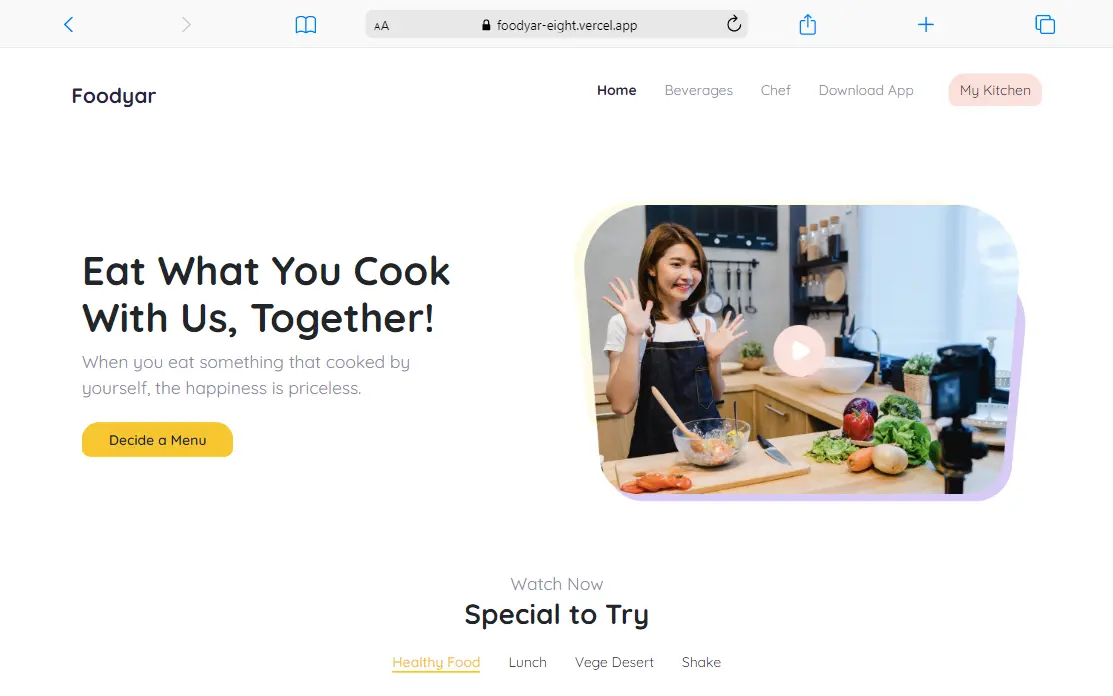 AA
foodyar-eight.vercel.app
Foodyar
Home
Beverages
Chef
Download App
My Kitchen
Eat What You Cook
With Us, Together!
When you eat something that cooked by
yourself, the happiness is priceless.
Decide a Menu
Watch Now
Special to Try
Healthy Food
Lunch
Vege Desert
Shake